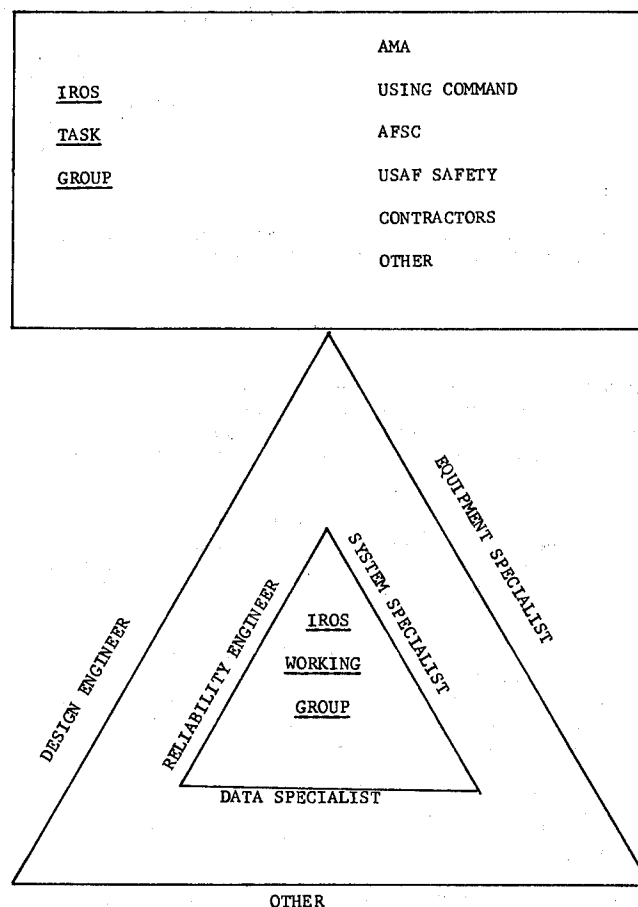 IROS
TASK
GROUP
AMA
USING COMMAND
AFSC
USAF SAFETY
CONTRACTORS
OTHER
DESIGN ENGINEER
EQUIPMENT SPECIALIST
RELIABILITY ENGINEER
SYSTEM SPECIALIST
IROS
WORKING
GROUP
DATA SPECIALIST
OTHER